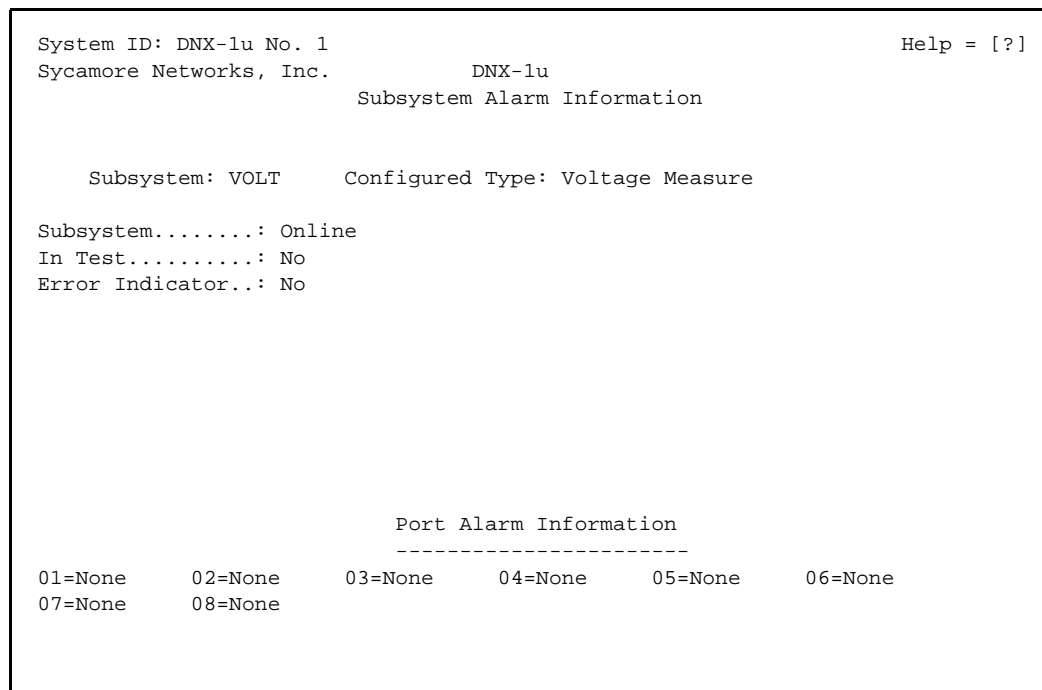 System ID: DNX-1u No. 1 Help = [?]
Sycamore Networks, Inc. DNX-1u
Subsystem Alarm Information
Subsystem: VOLT Configured Type: Voltage Measure
Subsystem........: Online
In Test..........: No
Error Indicator..: No
Port Alarm Information
-----------------------
01=None 02=None 03=None 04=None 05=None 06=None
07=None 08=None